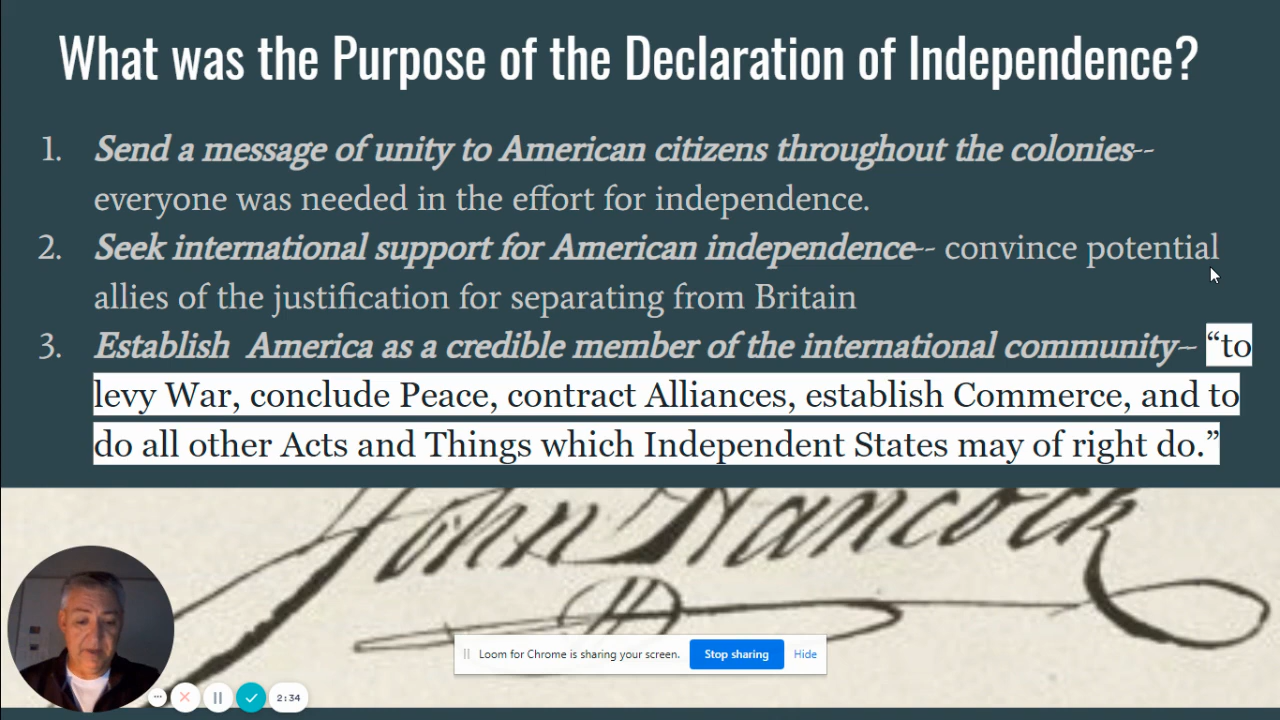 What was the Purpose of the Declaration of Independence?
1. Send a message of unity to American citizens throughout the colonies--
everyone was needed in the effort for independence.
2. Seek international support for American independence-- convince potential
allies of the justification for separating from Britain
3. Establish  America as a credible member of the international community-- “to
levy War, conclude Peace, contract Alliances, establish Commerce, and to
do all other Acts and Things which Independent States may of right do.”
John Hancock
Loom for Chrome is sharing your screen. Stop sharing Hide
2:34